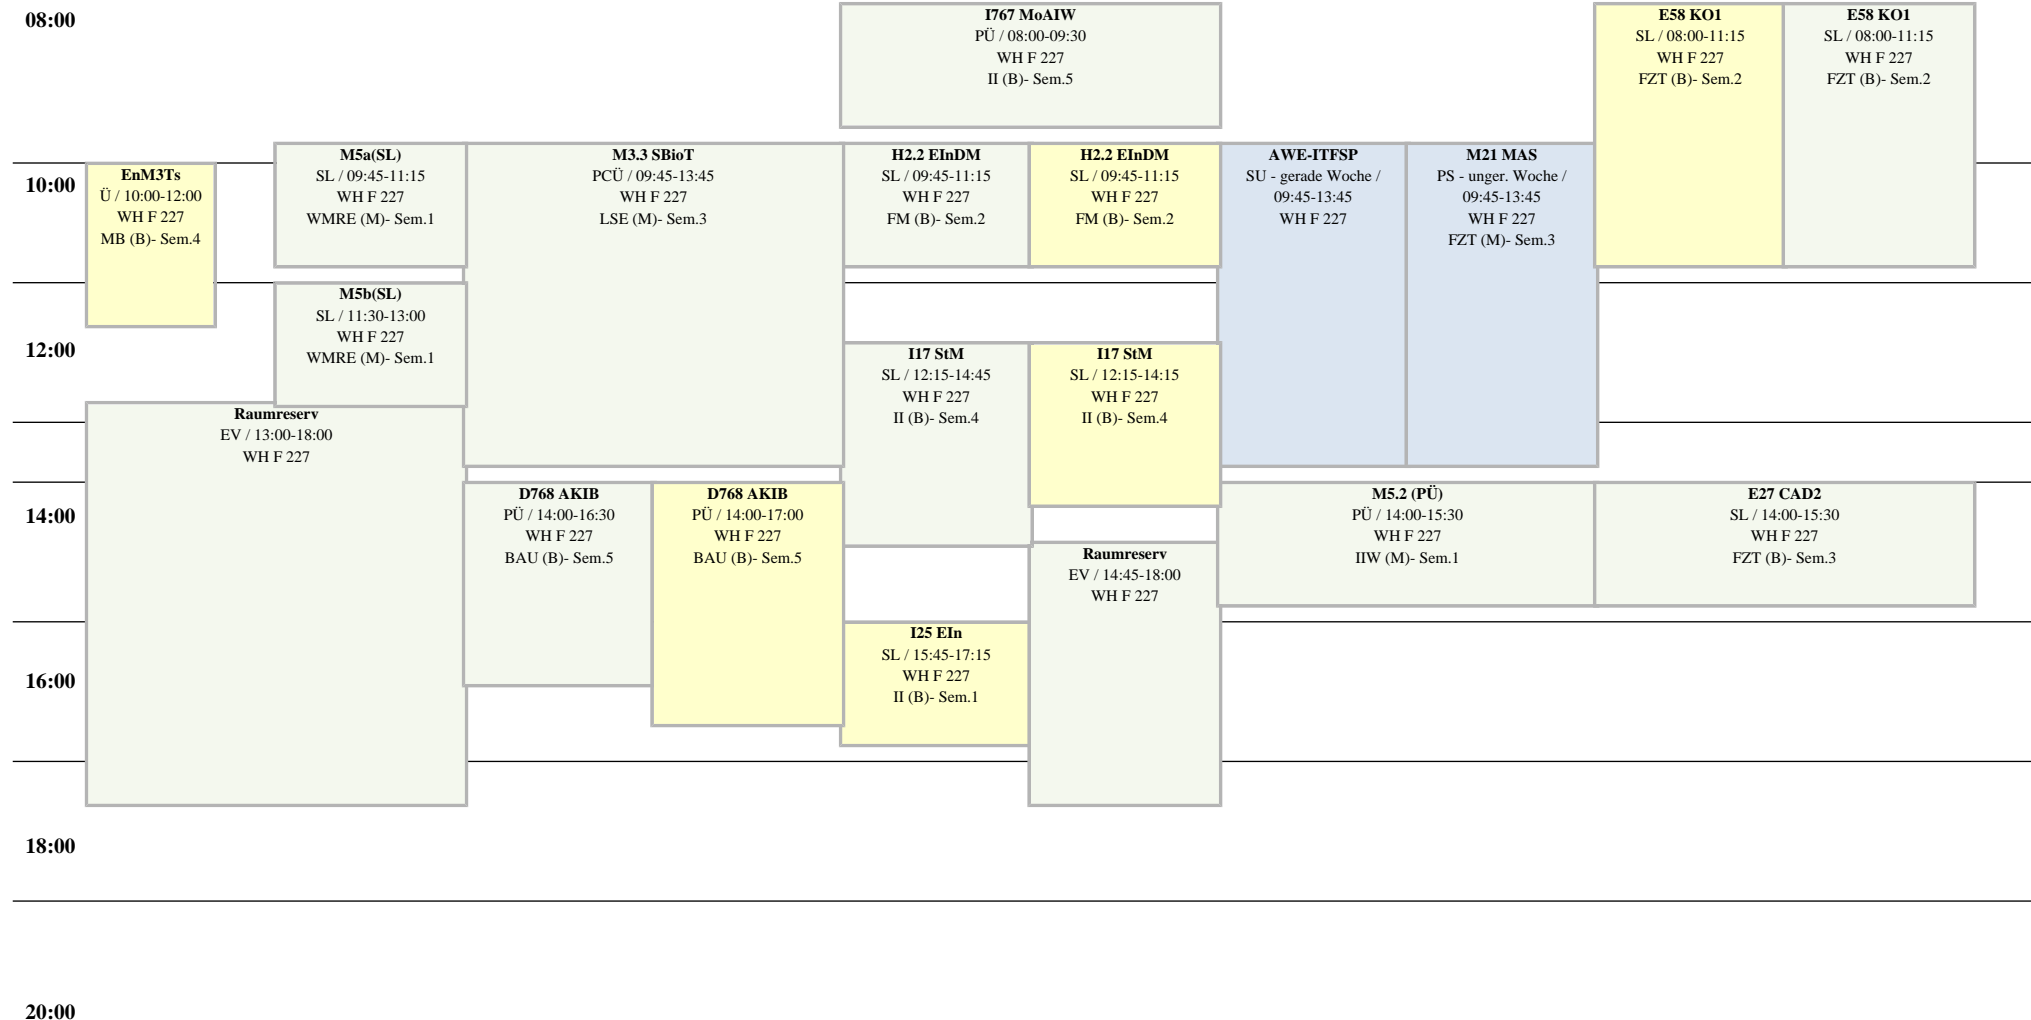 08:00
I767 MoAIW
PÜ / 08:00-09:30
WH F 227
II (B)- Sem.5
E58 KO1
SL / 08:00-11:15
WH F 227
FZT (B)- Sem.2
E58 KO1
SL / 08:00-11:15
WH F 227
FZT (B)- Sem.2
10:00
EnM3Ts
Ü / 10:00-12:00
WH F 227
MB (B)- Sem.4
M5a(SL)
SL / 09:45-11:15
WH F 227
WMRE (M)- Sem.1
M3.3 SBioT
PCÜ / 09:45-13:45
WH F 227
LSE (M)- Sem.3
H2.2 EInDM
SL / 09:45-11:15
WH F 227
FM (B)- Sem.2
H2.2 EInDM
SL / 09:45-11:15
WH F 227
FM (B)- Sem.2
AWE-ITFSP
SU - gerade Woche /
09:45-13:45
WH F 227
M21 MAS
PS - unger. Woche /
09:45-13:45
WH F 227
FZT (M)- Sem.3
M5b(SL)
SL / 11:30-13:00
WH F 227
WMRE (M)- Sem.1
12:00
I17 StM
SL / 12:15-14:45
WH F 227
II (B)- Sem.4
I17 StM
SL / 12:15-14:15
WH F 227
II (B)- Sem.4
Raumreserv
EV / 13:00-18:00
WH F 227
14:00
D768 AKIB
PÜ / 14:00-16:30
WH F 227
BAU (B)- Sem.5
D768 AKIB
PÜ / 14:00-17:00
WH F 227
BAU (B)- Sem.5
M5.2 (PÜ)
PÜ / 14:00-15:30
WH F 227
IIW (M)- Sem.1
E27 CAD2
SL / 14:00-15:30
WH F 227
FZT (B)- Sem.3
Raumreserv
EV / 14:45-18:00
WH F 227
I25 EIn
SL / 15:45-17:15
WH F 227
II (B)- Sem.1
16:00
18:00
20:00